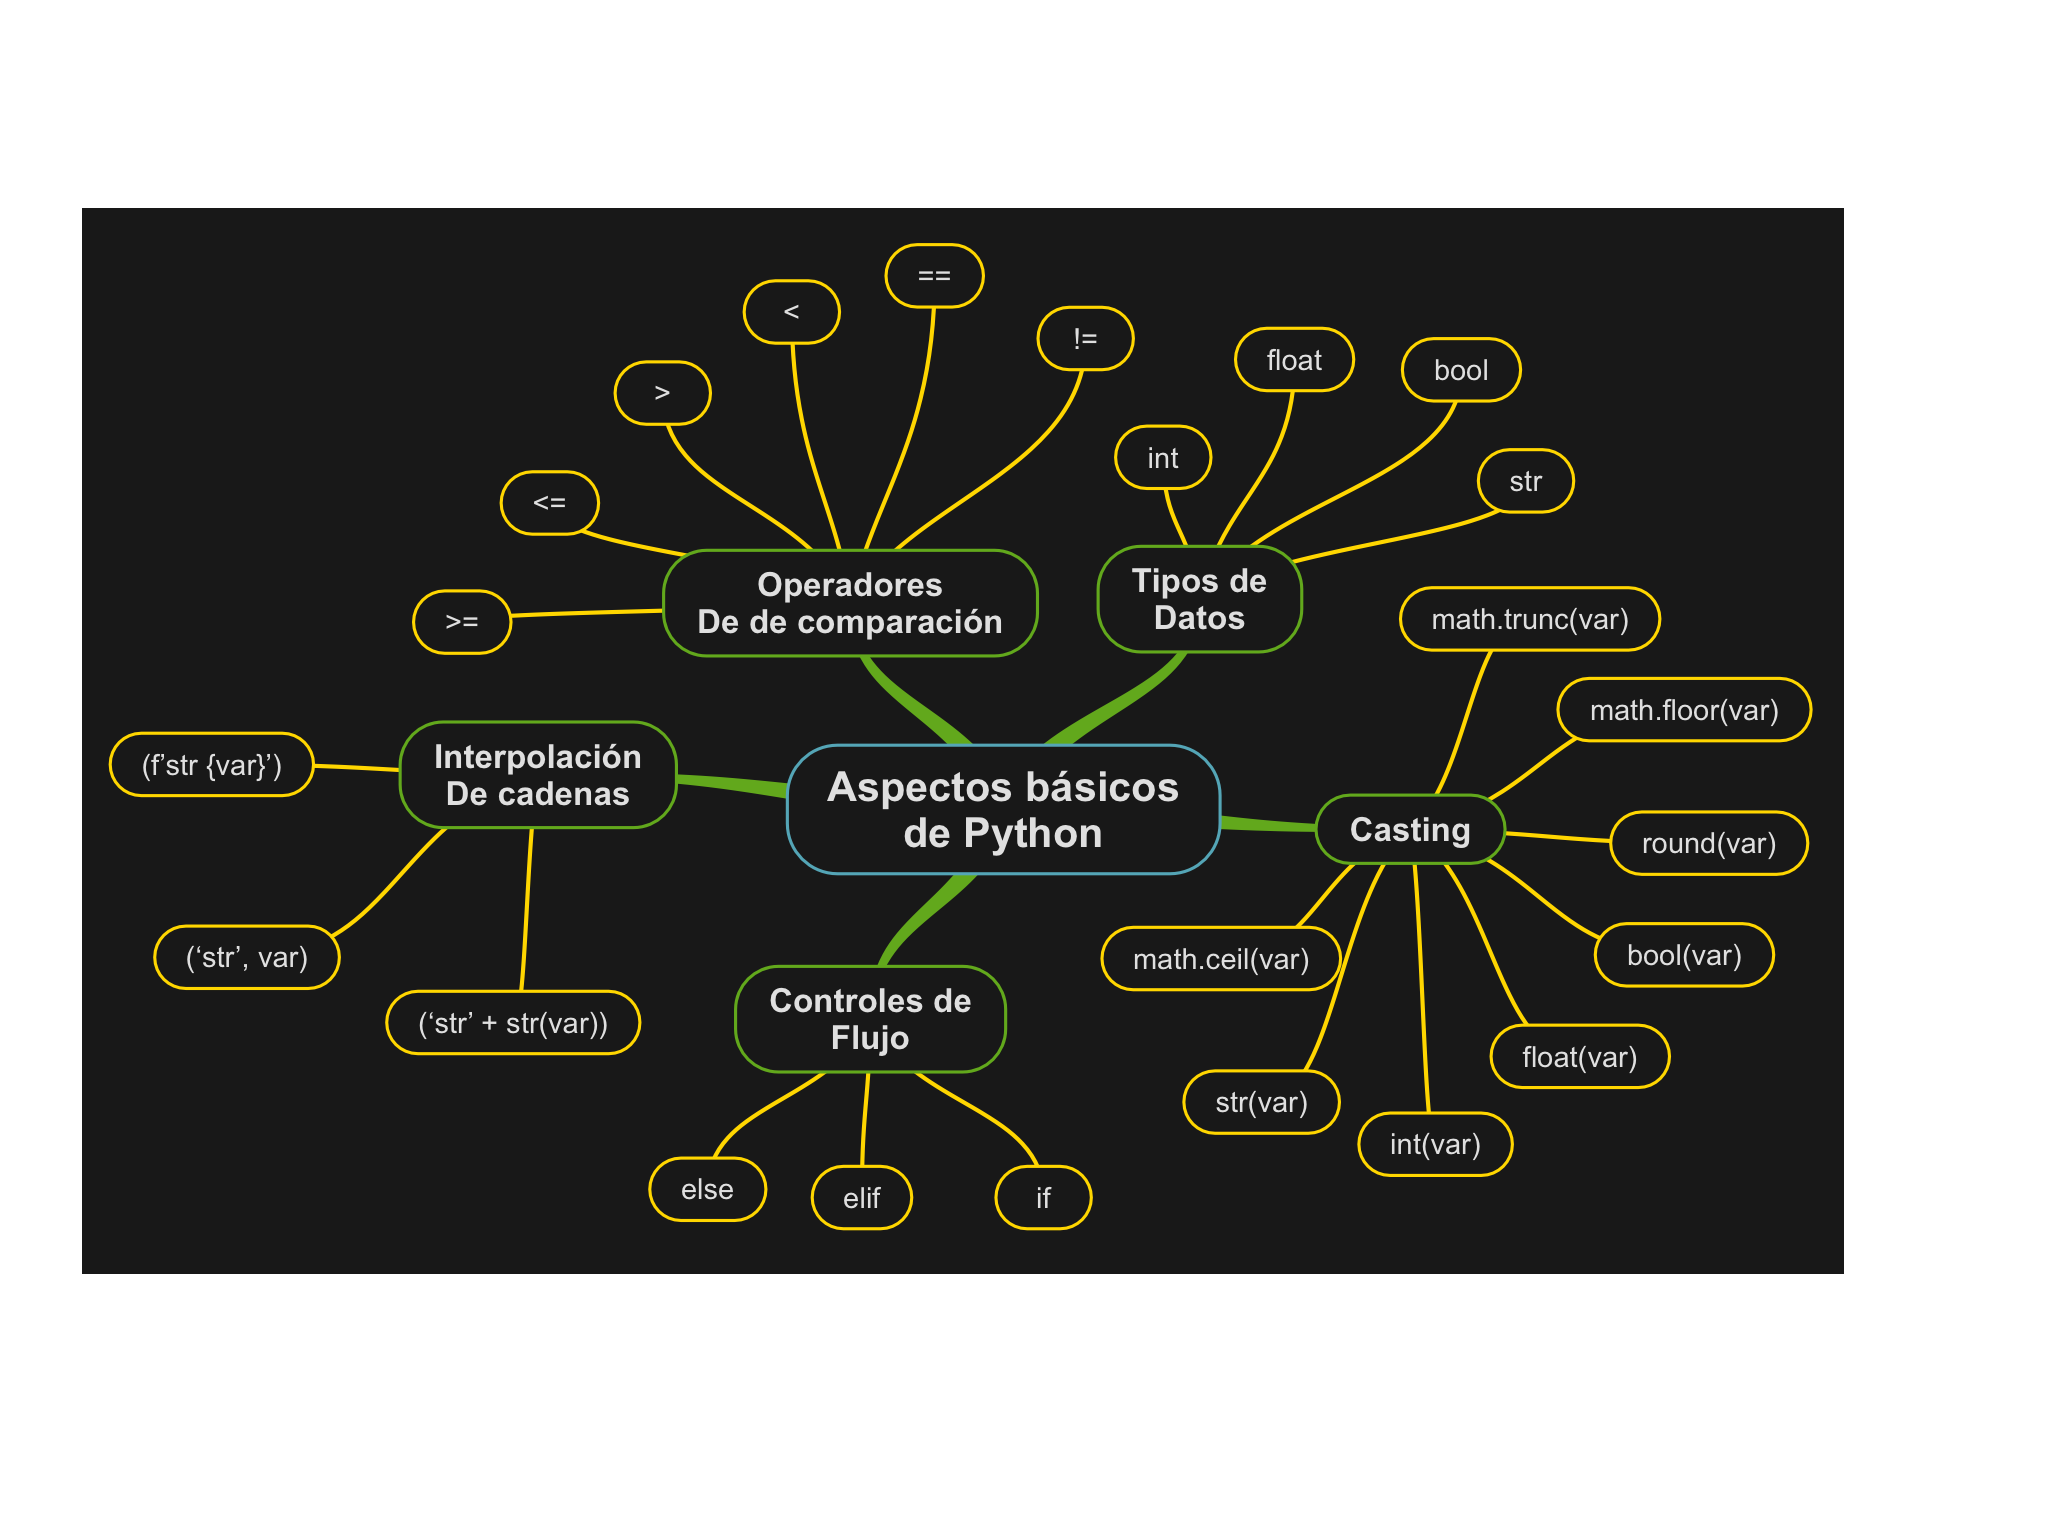 ==
<
!=
float
bool
>
int
str
<=
Operadores
De de comparación
Tipos de
Datos
>=
math.trunc(var)
math.floor(var)
Interpolación
De cadenas
(f’str {var}’)
Aspectos básicos
de Python
Casting
round(var)
(‘str’, var)
math.ceil(var)
bool(var)
Controles de
Flujo
(‘str’ + str(var))
float(var)
str(var)
int(var)
else
elif
if